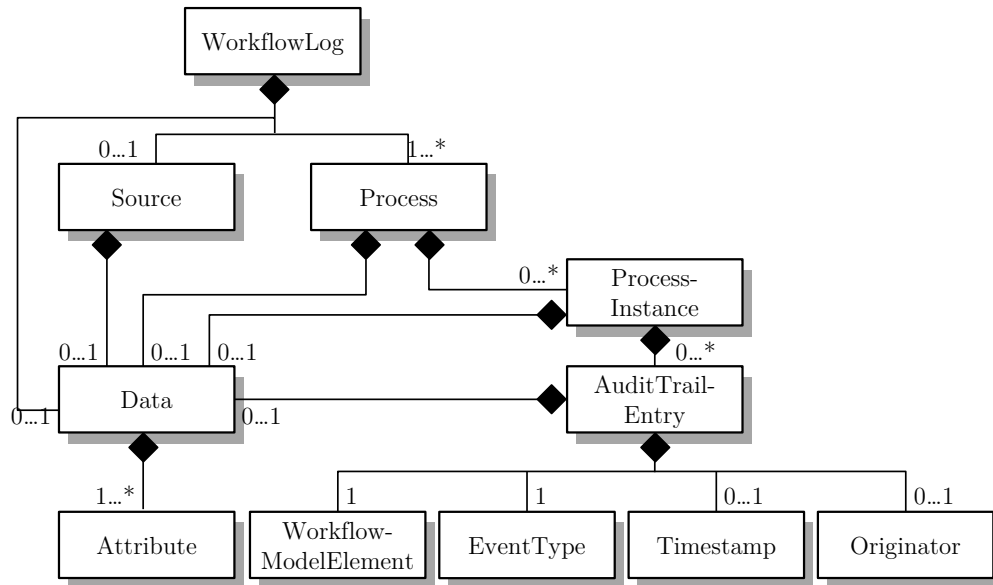 WorkflowLog
0...1
1...*
Source
Process
0...*
Process-
Instance
0...1
0...1
0...1
0...*
Data
AuditTrail-
Entry
0...1
0...1
1...*
1
1
0...1
0...1
Attribute
Workflow-
ModelElement
EventType
Timestamp
Originator